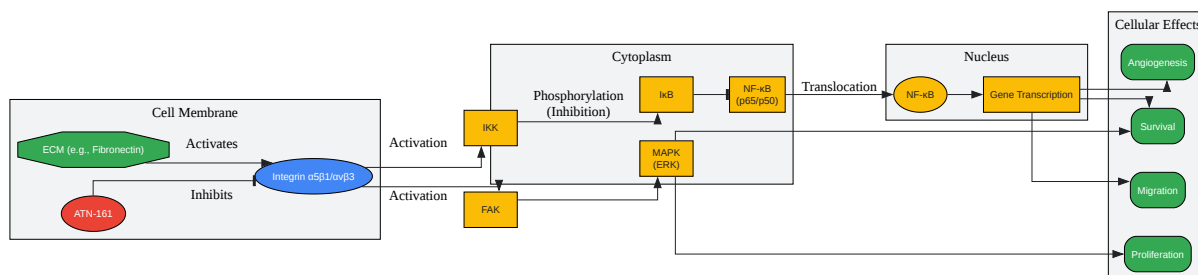 Cellular Effects
Cytoplasm
Nucleus
Angiogenesis
IκB
NF-κB
(p65/p50)
Translocation
NF-κB
Gene Transcription
Phosphorylation
(Inhibition)
Cell Membrane
IKK
Survival
Activates
Activation
ECM (e.g., Fibronectin)
MAPK
(ERK)
Integrin α5β1/αvβ3
Inhibits
Activation
Migration
ATN-161
FAK
Proliferation